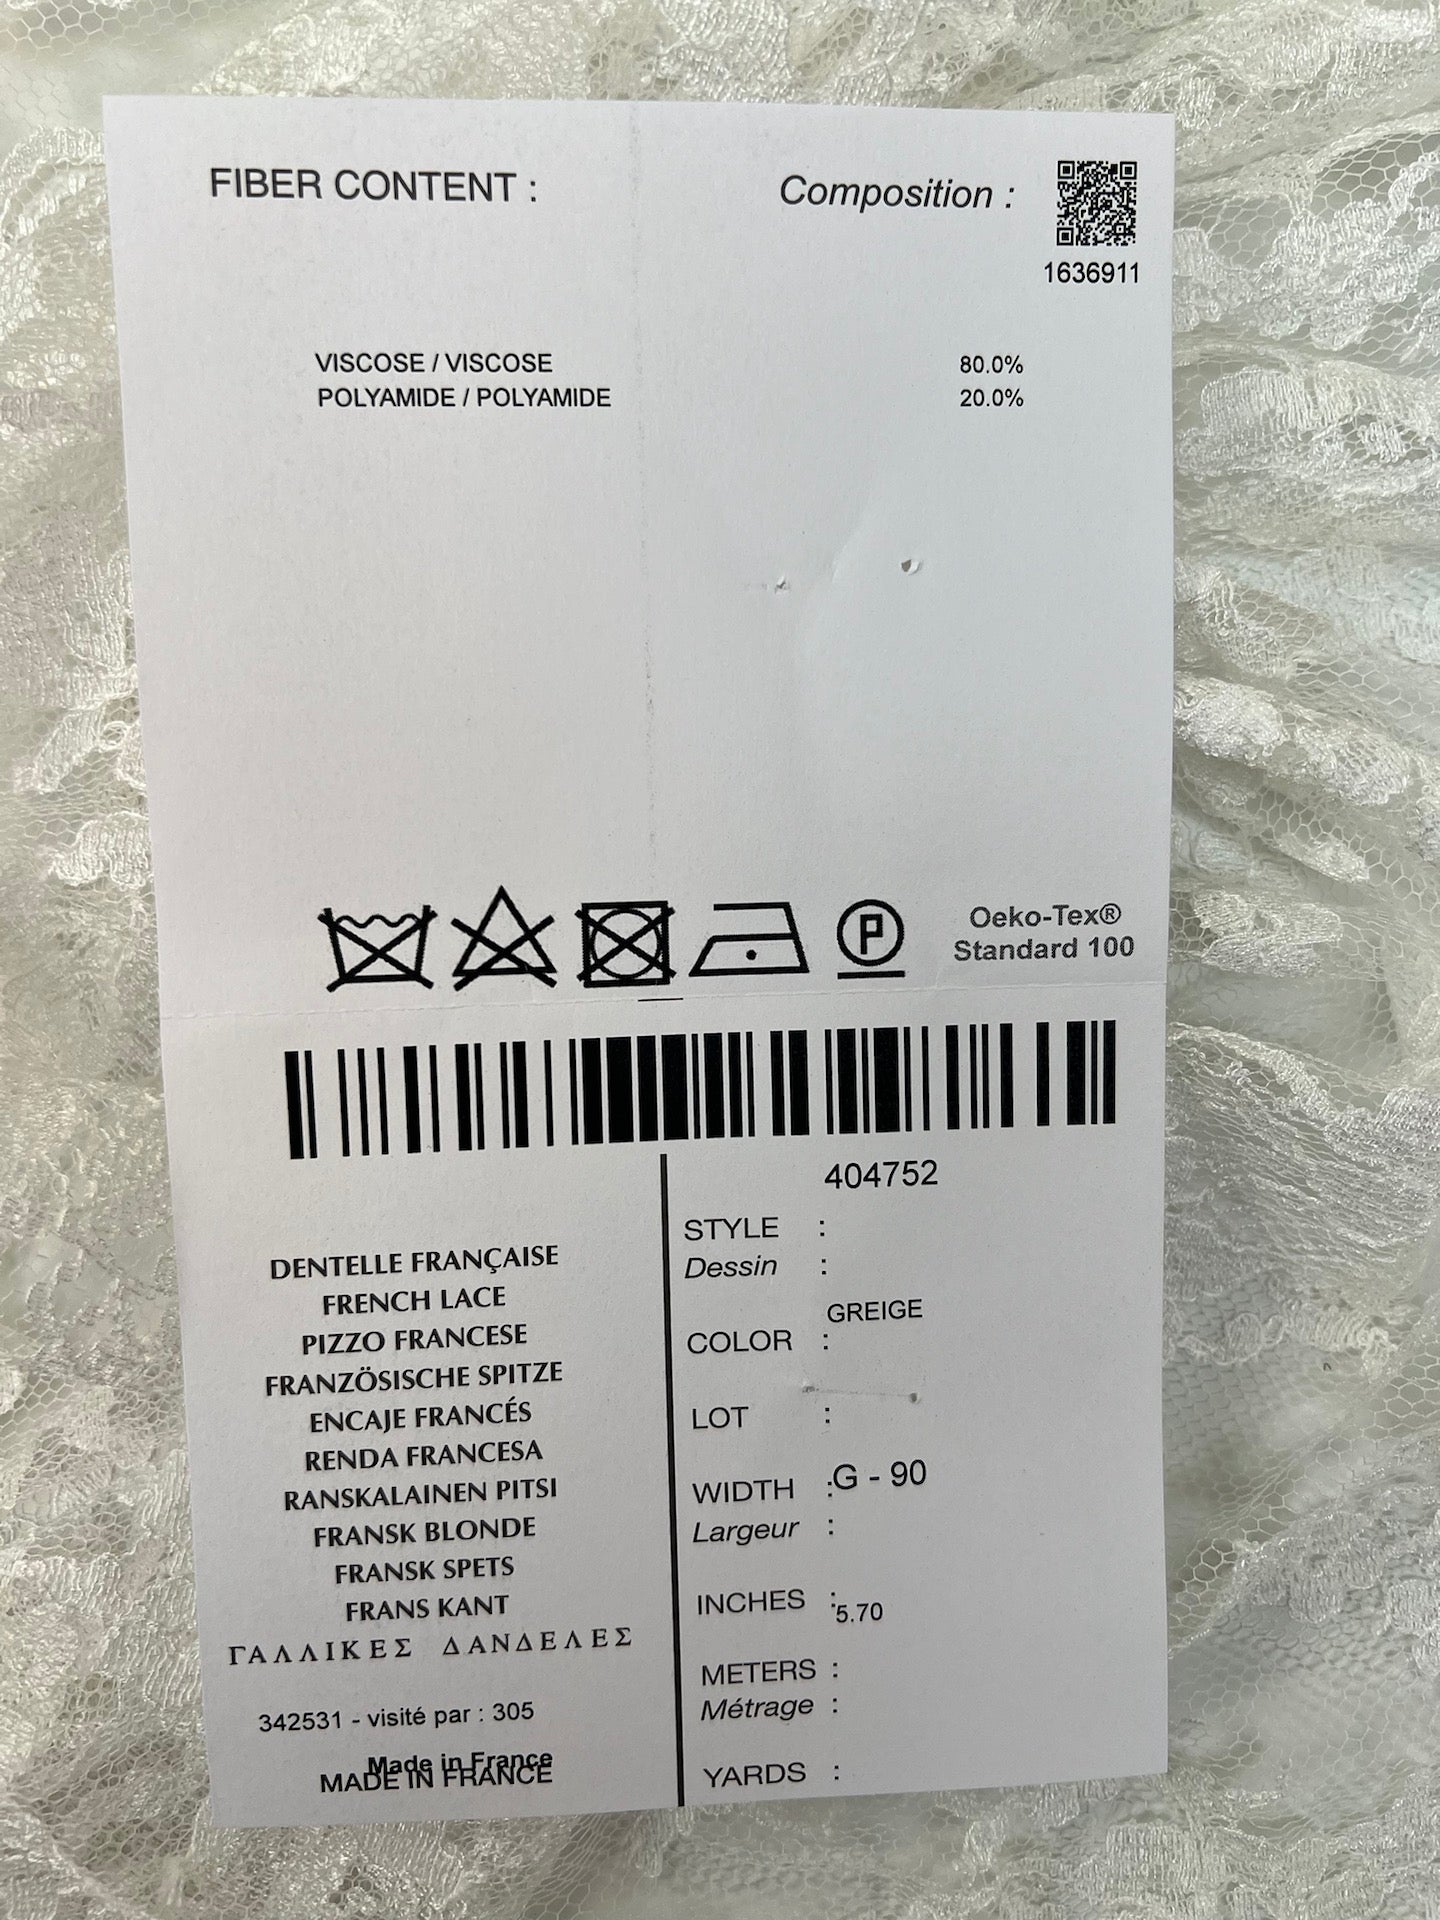 FIBER CONTENT :
Composition :
1636911
VISCOSE / VISCOSE 80.0%
POLYAMIDE / POLYAMIDE 20.0%
P
Oeko-Tex®
Standard 100
DENTELLE FRANÇAISE
FRENCH LACE
PIZZO FRANCESE
FRANZÖSISCHE SPITZE
ENCAJE FRANCÉS
RENDA FRANCESA
RANSKALAINEN PITSI
FRANSK BLONDE
FRANSK SPETS
FRANS KANT
ΓΑΛΛΙΚΕΣ ΔΑΝΔΕΛΕΣ
342531 - visité par : 305
Made in France
MADE IN FRANCE
404752
STYLE :
Dessin :
GREIGE
COLOR :
LOT :
WIDTH : G - 90
Largeur :
INCHES : 5.70
METERS :
Métrage :
YARDS :